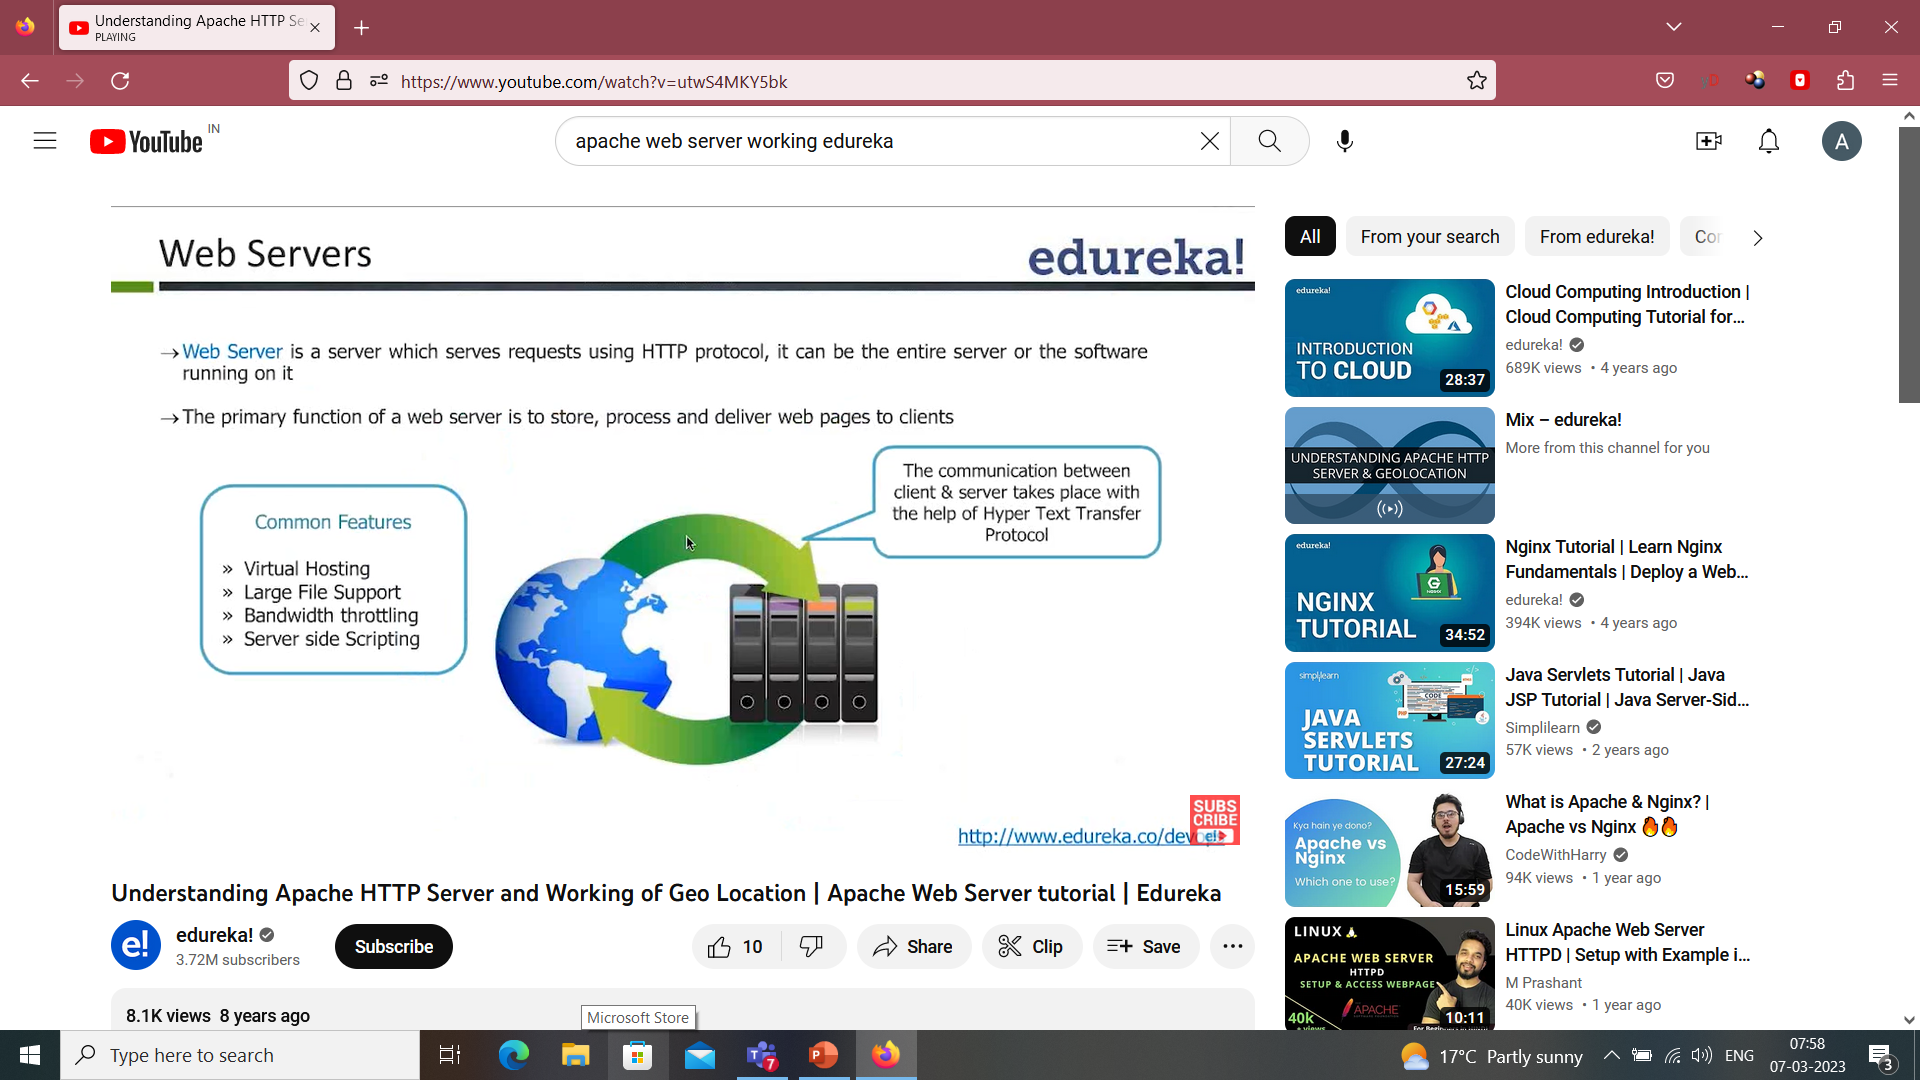 Understanding Apache HTTP Se
PLAYING
https://www.youtube.com/watch?v=utwS4MKY5bk
YouTube IN
apache web server working edureka
A
Web Servers
edureka!
→Web Server is a server which serves requests using HTTP protocol, it can be the entire server or the software
running on it
→The primary function of a web server is to store, process and deliver web pages to clients
The communication between
client & server takes place with
the help of Hyper Text Transfer
Protocol
Common Features
» Virtual Hosting
» Large File Support
» Bandwidth throttling
» Server side Scripting
SUBS
CRIBE
http://www.edureka.co/dev
Understanding Apache HTTP Server and Working of Geo Location | Apache Web Server tutorial | Edureka
e!
edureka!
3.72M subscribers
Subscribe
10
Share
Clip
Save
8.1K views 8 years ago
Microsoft Store
All
From your search
From edureka!
edureka!
INTRODUCTION
TO CLOUD
28:37
Cloud Computing Introduction |
Cloud Computing Tutorial for...
edureka!
689K views • 4 years ago
UNDERSTANDING APACHE HTTP
SERVER & GEOLOCATION
Mix – edureka!
More from this channel for you
edureka!
NGINX
TUTORIAL
34:52
Nginx Tutorial | Learn Nginx
Fundamentals | Deploy a Web...
edureka!
394K views • 4 years ago
simplilearn
CODE
JAVA
SERVLETS
TUTORIAL
27:24
Java Servlets Tutorial | Java
JSP Tutorial | Java Server-Sid...
Simplilearn
57K views • 2 years ago
Kya hain ye dono?
Apache vs
Nginx
Which one to use?
15:59
What is Apache & Nginx? |
Apache vs Nginx 🔥🔥
CodeWithHarry
94K views • 1 year ago
LINUX
APACHE WEB SERVER
HTTPD
SETUP & ACCESS WEBPAGE
APACHE
40k
10:11
Linux Apache Web Server
HTTPD | Setup with Example i...
M Prashant
40K views • 1 year ago
Type here to search
7
17°C Partly sunny
ENG
07:58
07-03-2023
3